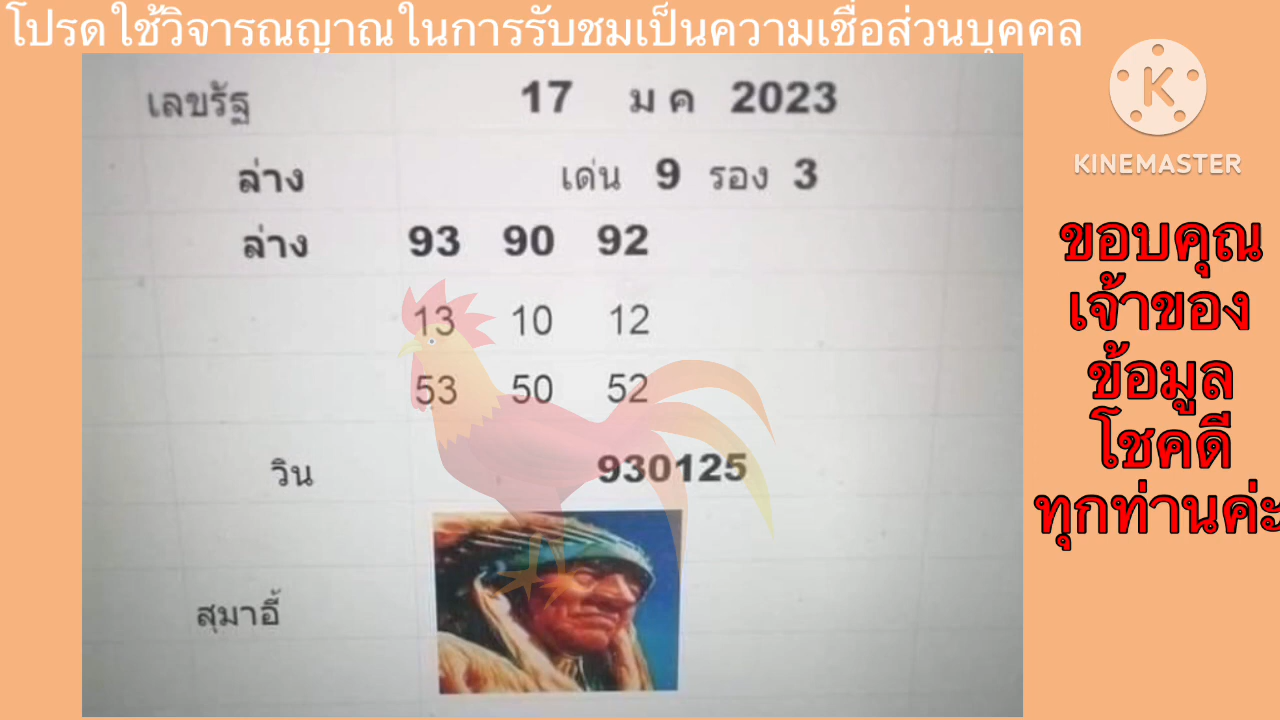 โปรดใช้วิจารณญาณในการรับชมเป็นความเชื่อส่วนบุคคล
เลขรัฐ 17 ม ค 2023
ล่าง เด่น 9 รอง 3
ล่าง 93 90 92
13 10 12
53 50 52
วิน 930125
สุมาอี้
KINEMASTER
ขอบคุณ
เจ้าของ
ข้อมูล
โชคดี
ทุกท่านค่ะ